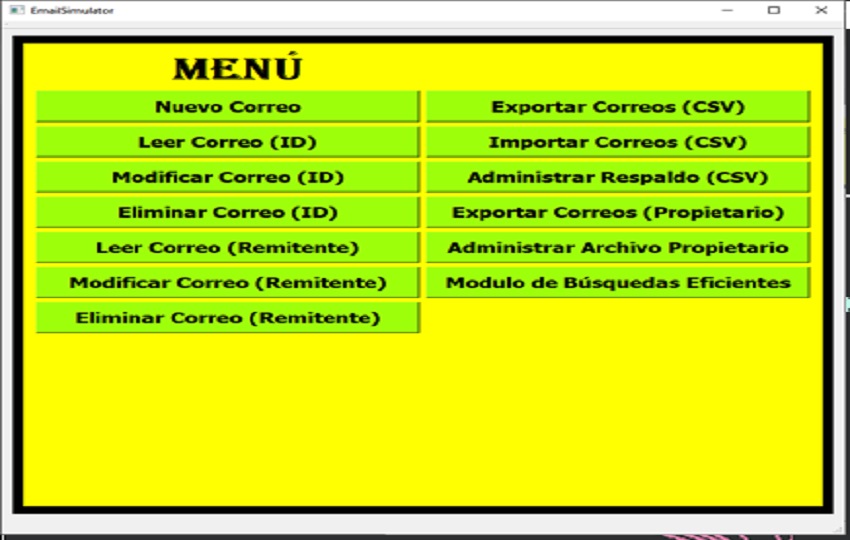 EmailSimulator
MENÚ
Nuevo Correo
Leer Correo (ID)
Modificar Correo (ID)
Eliminar Correo (ID)
Leer Correo (Remitente)
Modificar Correo (Remitente)
Eliminar Correo (Remitente)
Exportar Correos (CSV)
Importar Correos (CSV)
Administrar Respaldo (CSV)
Exportar Correos (Propietario)
Administrar Archivo Propietario
Modulo de Búsquedas Eficientes